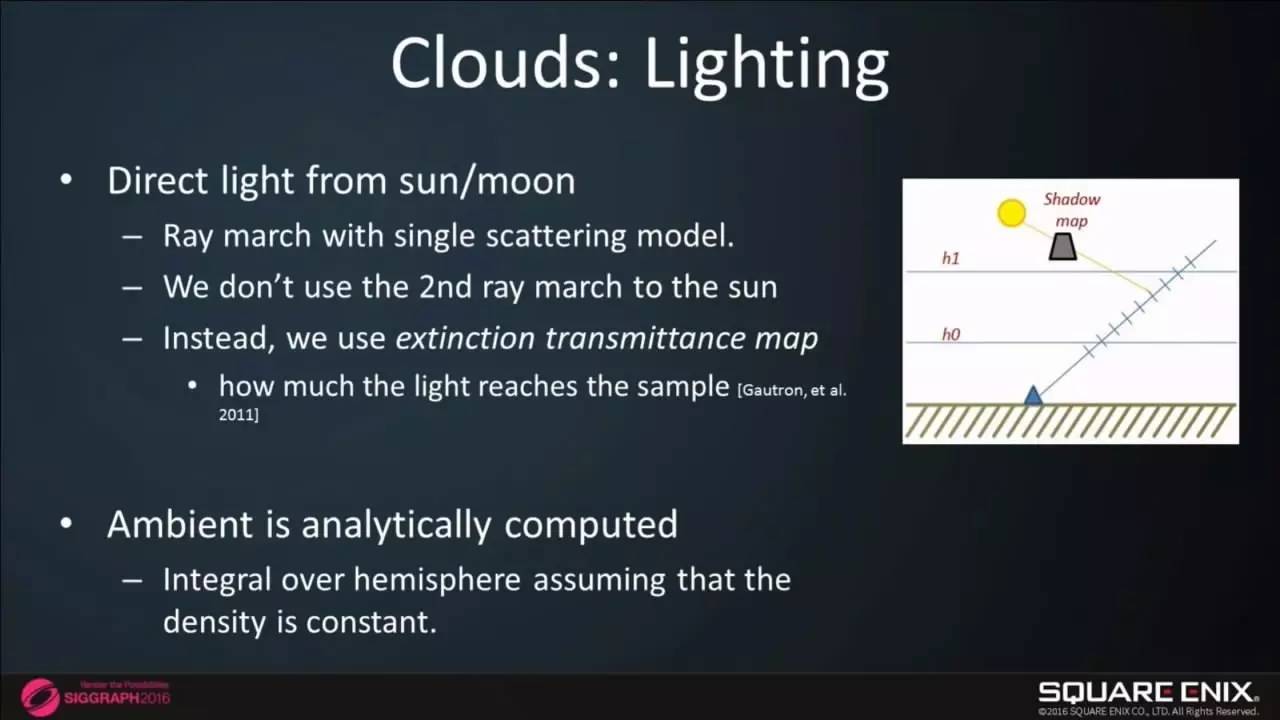 Clouds: Lighting
• Direct light from sun/moon
– Ray march with single scattering model.
– We don’t use the 2nd ray march to the sun
– Instead, we use extinction transmittance map
• how much the light reaches the sample [Gautron, et al.
2011]
• Ambient is analytically computed
– Integral over hemisphere assuming that the
density is constant.
Shadow
map
h1
h0
Render the Possibilities
SIGGRAPH2016
SQUARE ENIX®
©2016 SQUARE ENIX CO., LTD. All Rights Reserved.